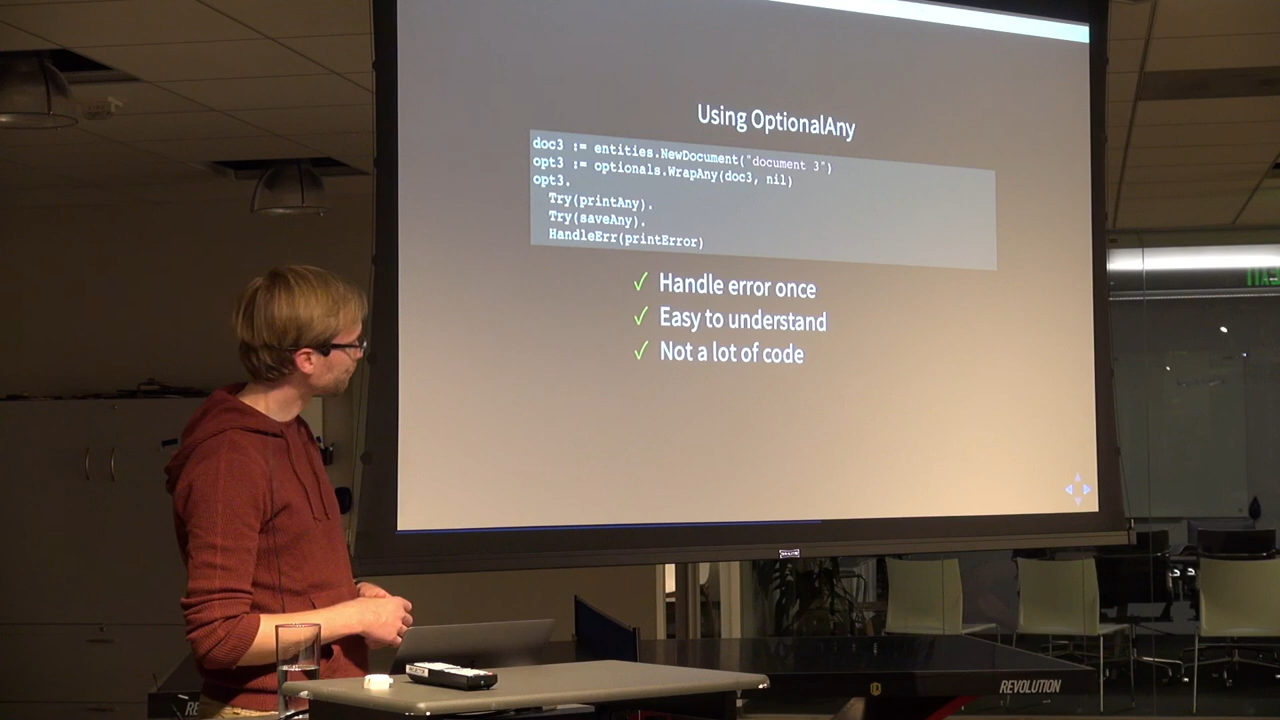 Using OptionalAny
doc3 := entities.NewDocument("document 3")
opt3 := optionals.WrapAny(doc3, nil)
opt3.
Try(printAny).
Try(saveAny).
HandleErr(printError)
✓ Handle error once
✓ Easy to understand
✓ Not a lot of code
REVOLUTION
RE